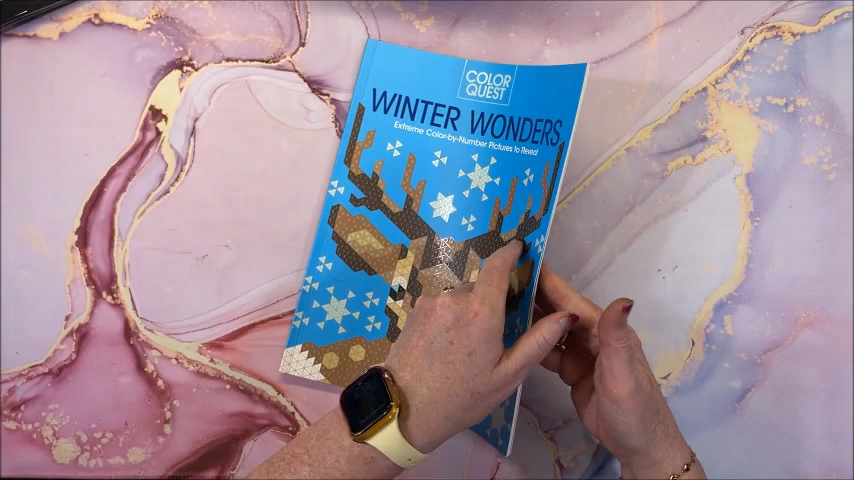 COLOR
QUEST
WINTER WONDERS
Extreme Color-by-Number Pictures to Reveal